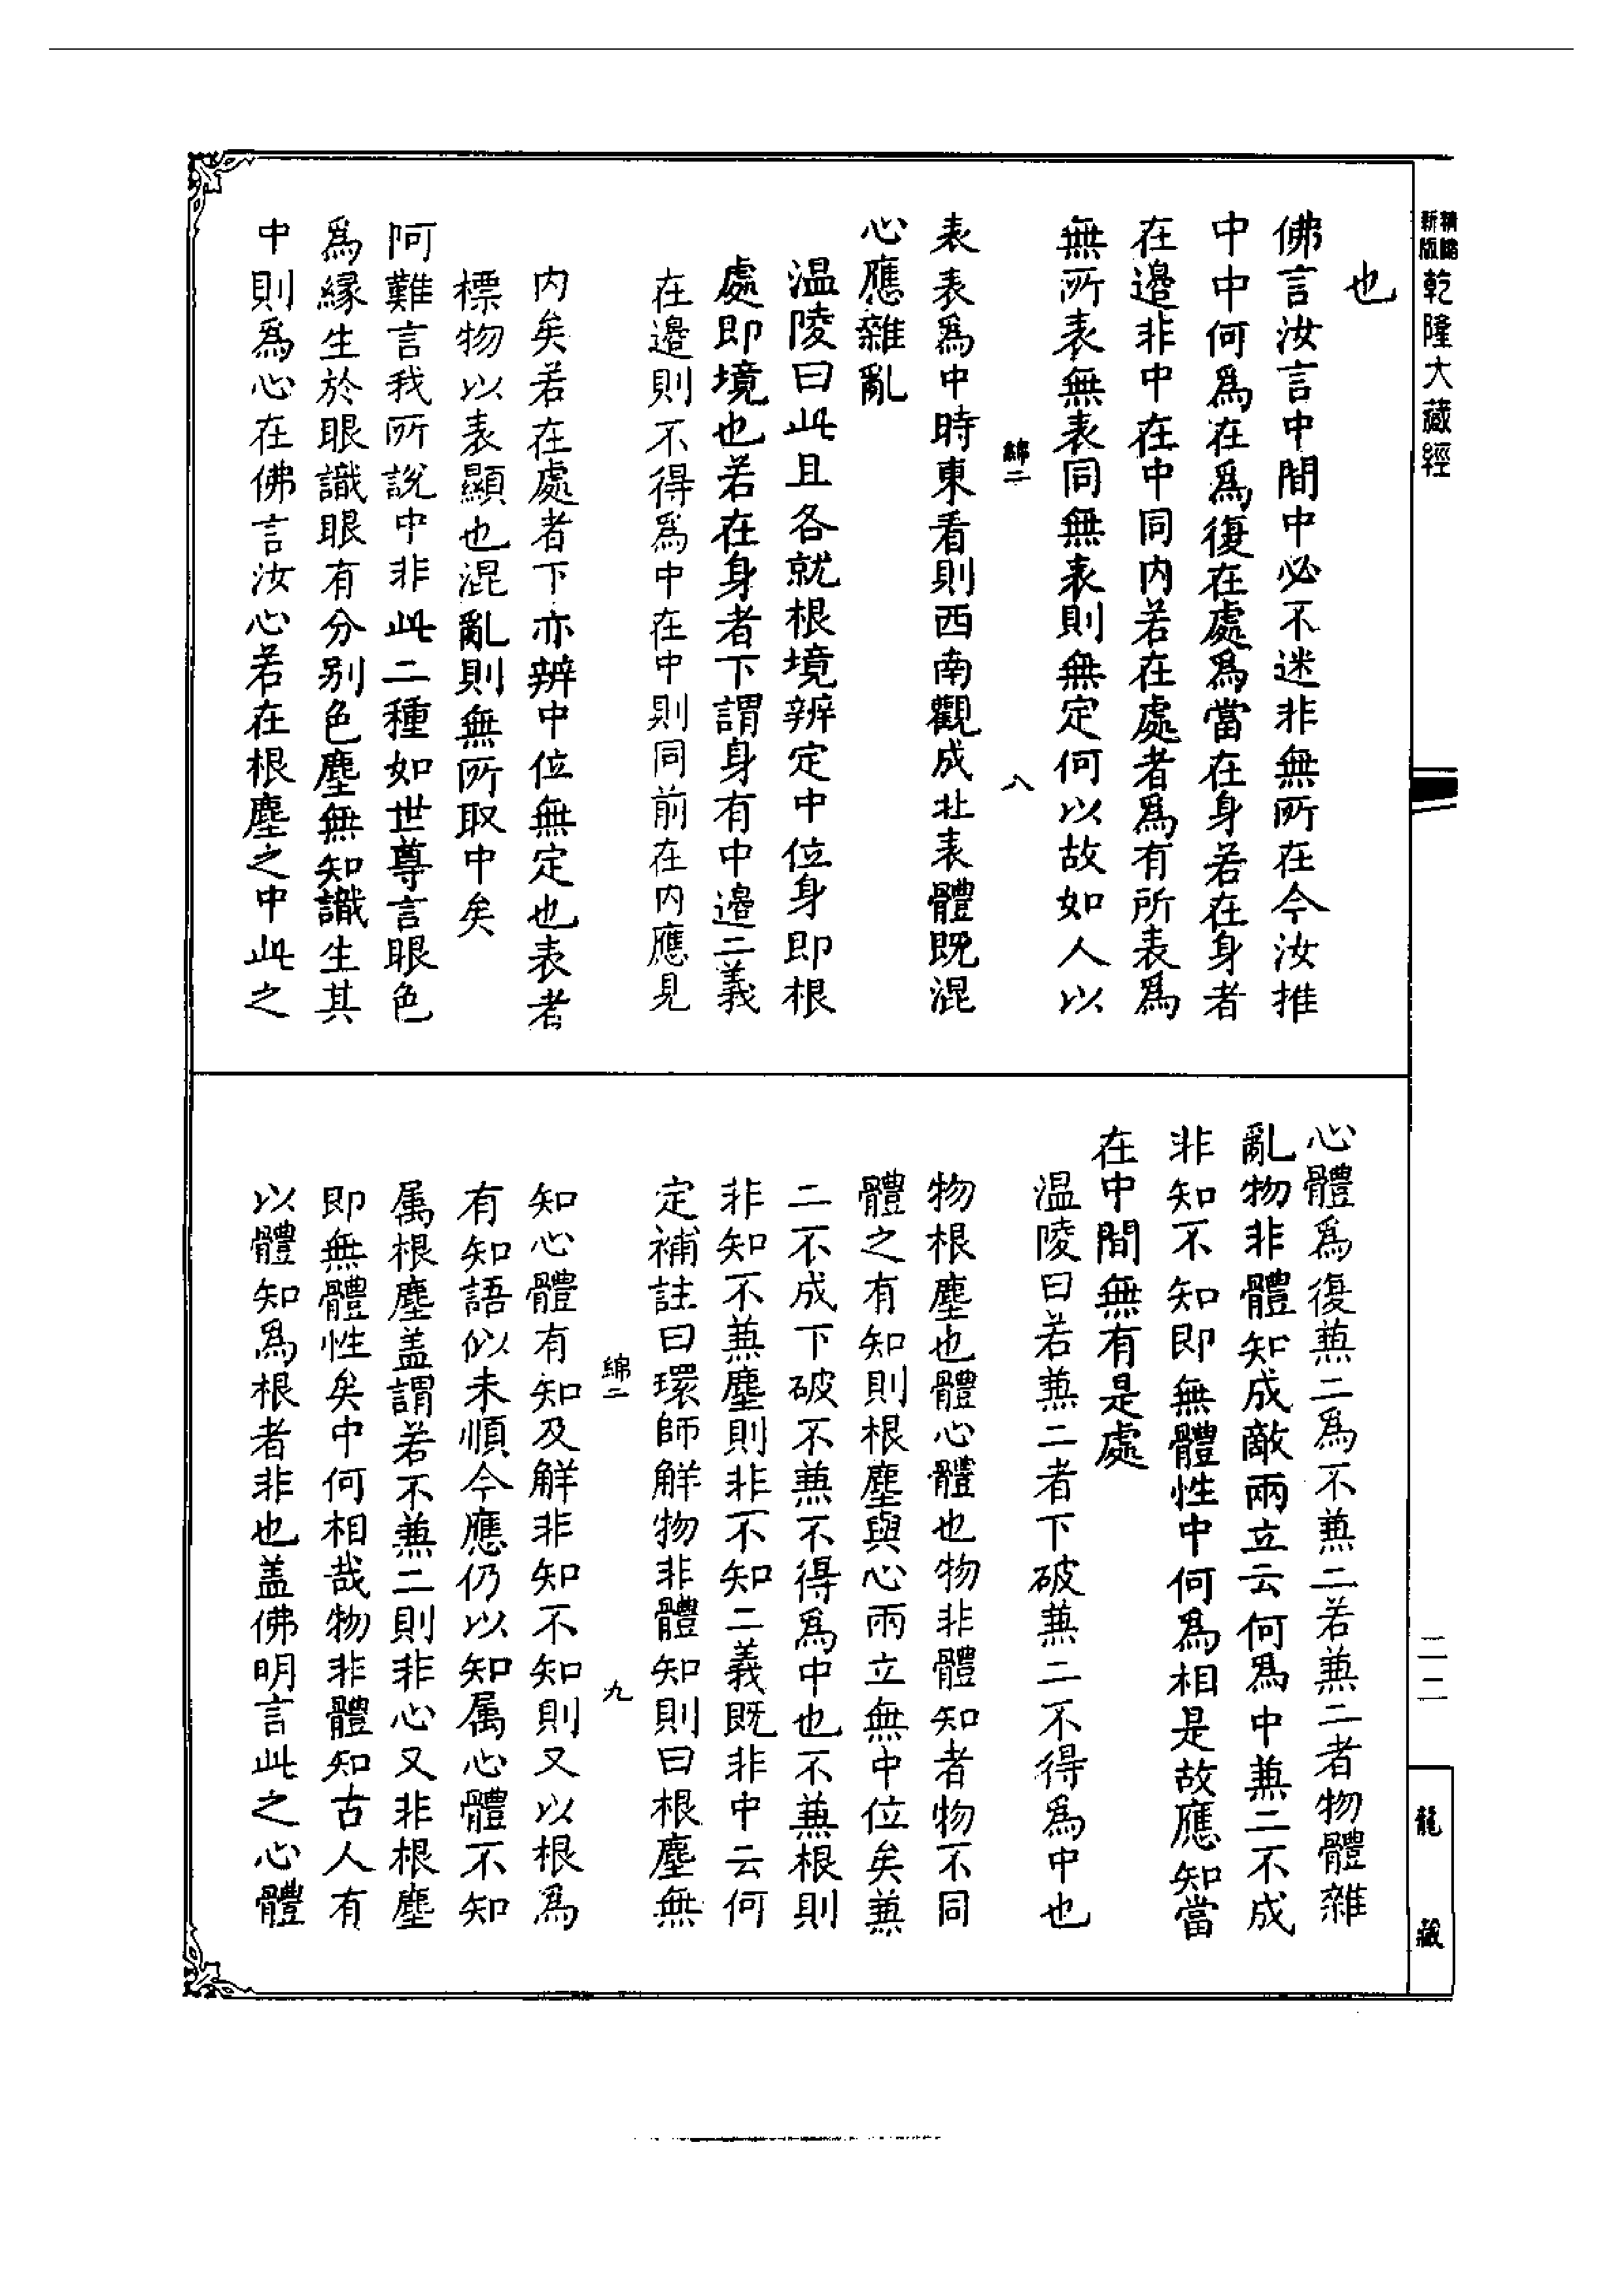 新版
精縮
乾隆大藏經
也
佛言汝言中間中必不迷非無所在今汝推
中中何爲在爲復在處爲當在身若在身者
在邉非中在中同内若在處者爲有所表爲
無所表無表同無表則無定何以故如人以
綿二
八
表表爲中時東看則西南觀成北表體既混
心應雜亂
温陵曰此且各就根境辨定中位身即根
處即境也若在身者下謂身有中邉二義
在邉則不得爲中在中則同前在内應見
内矣若在處者下亦辨中位無定也表者
標物以表顯也混亂則無所取中矣
阿難言我所説中非此二種如世尊言眼色
爲緣生於眼識眼有分别色塵無知識生其
中則爲心在佛言汝心若在根塵之中此之
心體爲復兼二爲不兼二若兼二者物體雜
亂物非體知成敵兩立云何爲中兼二不成
非知不知即無體性中何爲相是故應知當
在中間無有是處
温陵曰若兼二者下破兼二不得爲中也
物根塵也體心體也物非體知者物不同
體之有知則根塵與心兩立無中位矣兼
二不成下破不兼不得爲中也不兼根則
非知不兼塵則非不知二義既非中云何
定補註曰環師解物非體知則曰根塵無
綿二
九
知心體有知及解非知不知則又以根爲
有知語似未順今應仍以知属心體不知
属根塵盖謂若不兼二則非心又非根塵
即無體性矣中何相哉物非體知古人有
以體知爲根者非也盖佛明言此之心體
二二
龍藏